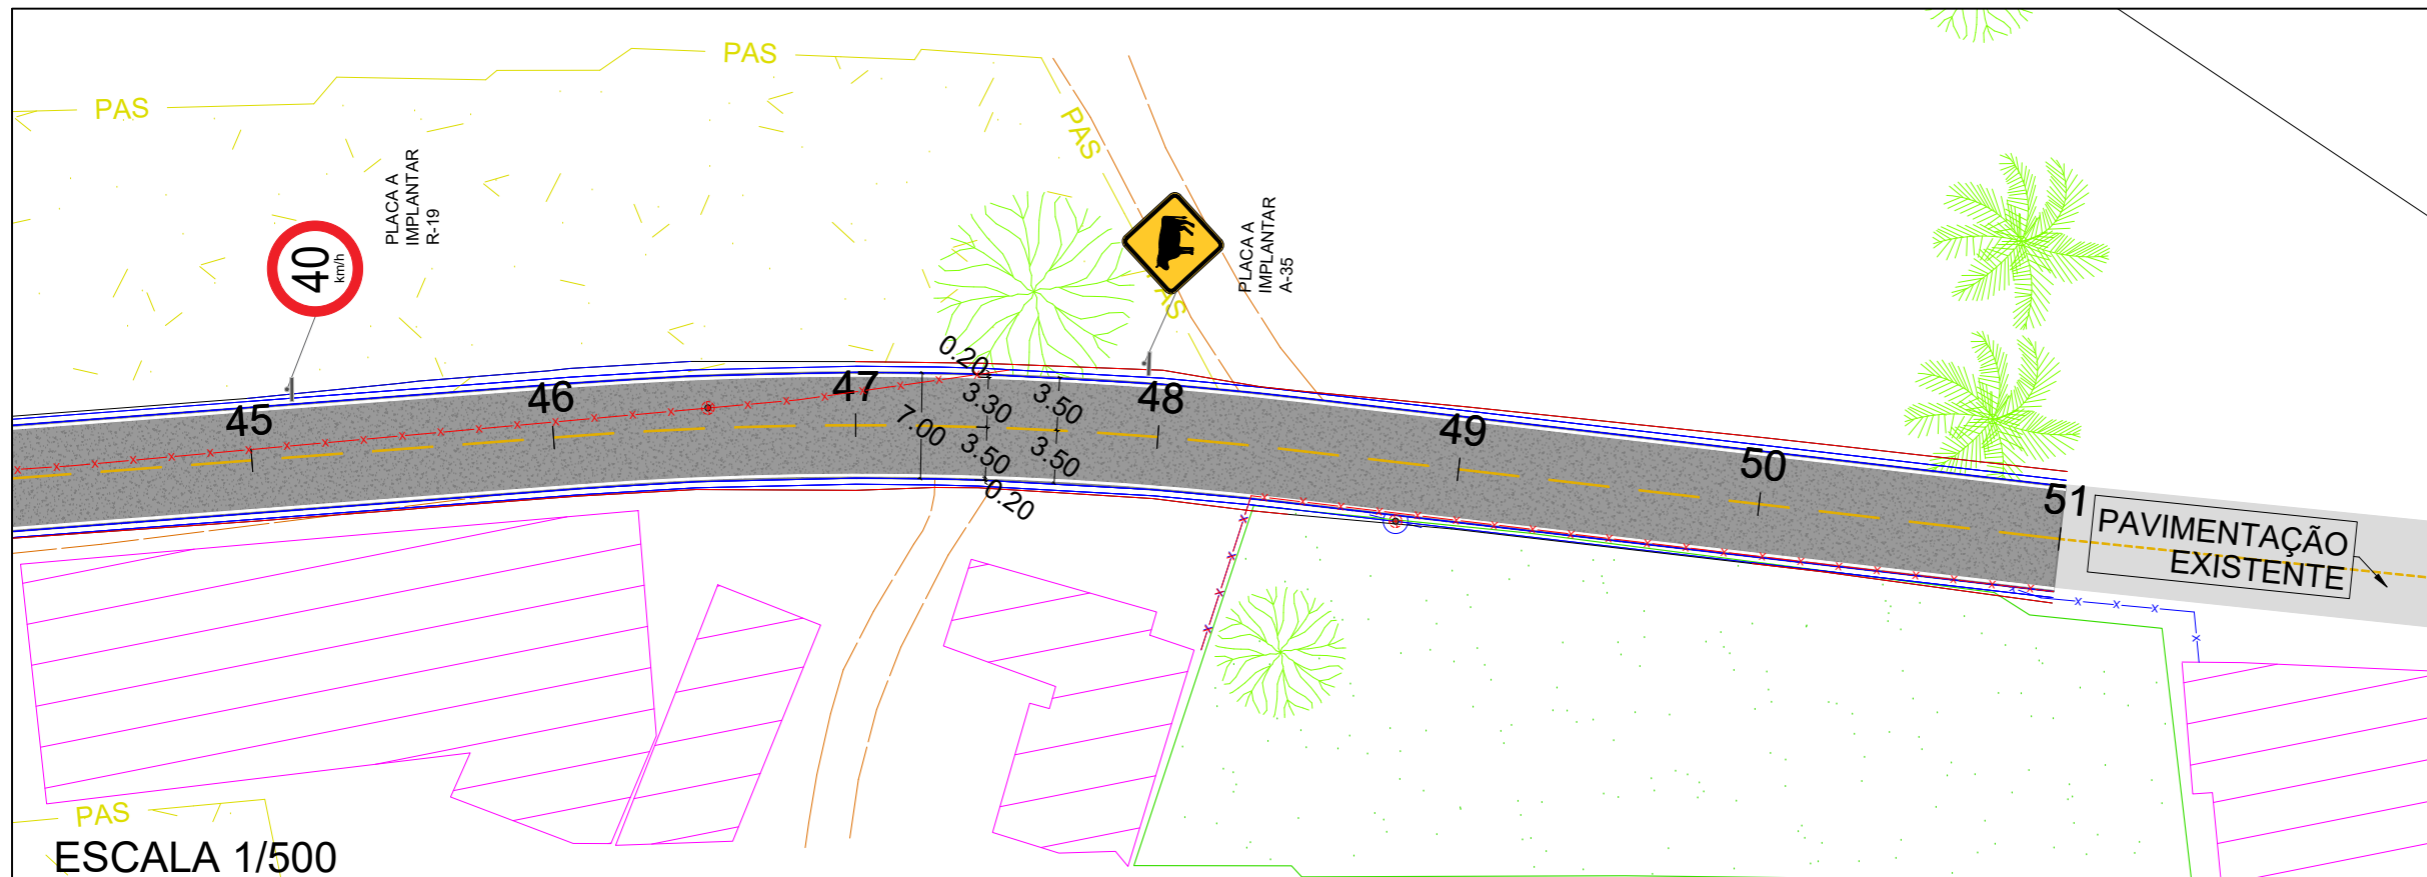 PAS
PAS
PAS
PLACA A
IMPLANTAR
R-19
40
km/h
PLACA A
IMPLANTAR
A-35
AS
45
46
47
48
49
50
51
0.20
3.30
3.50
7.00
3.50
3.50
0.20
PAVIMENTAÇÃO
EXISTENTE
PAS
ESCALA 1/500